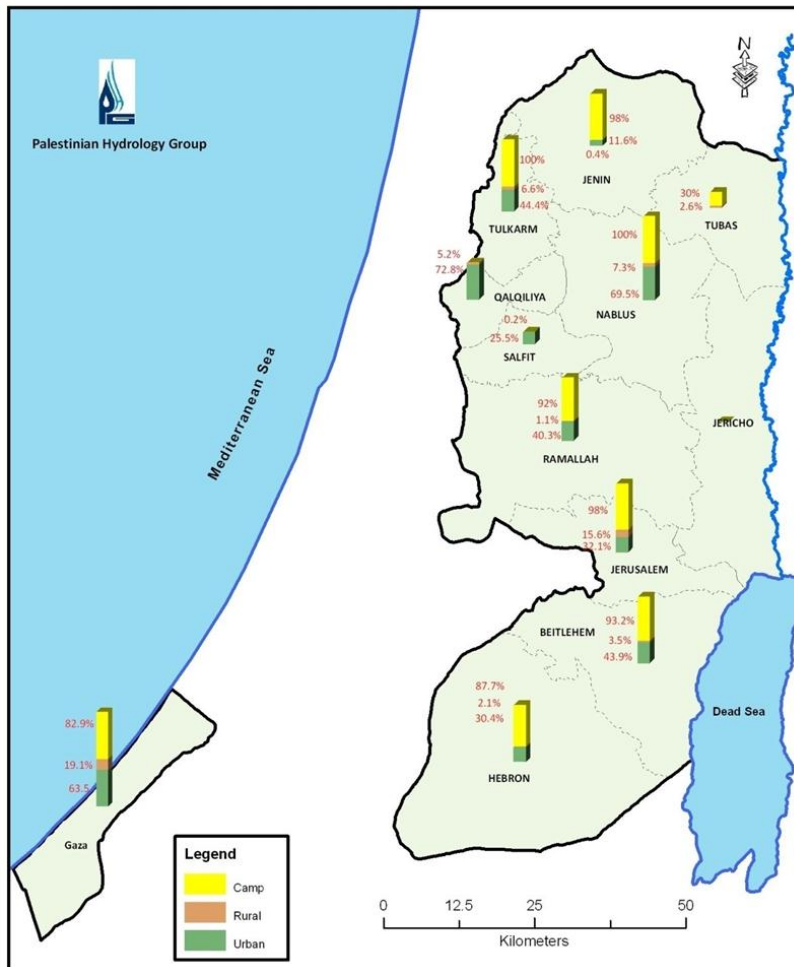 N
Palestinian Hydrology Group
98%
11.6%
0.4%
JENIN
100%
6.6%
44.4%
TULKARM
30%
2.6%
TUBAS
5.2%
72.8%
QALQILIYA
100%
7.3%
69.5%
NABLUS
0.2%
25.5%
SALFIT
Mediterranean Sea
92%
1.1%
40.3%
RAMALLAH
JERICHO
98%
15.6%
32.1%
JERUSALEM
BEITLEHEM
93.2%
3.5%
43.9%
87.7%
2.1%
30.4%
HEBRON
Dead Sea
82.9%
19.1%
63.5
Gaza
Legend
Camp
Rural
Urban
0 12.5 25 50
Kilometers